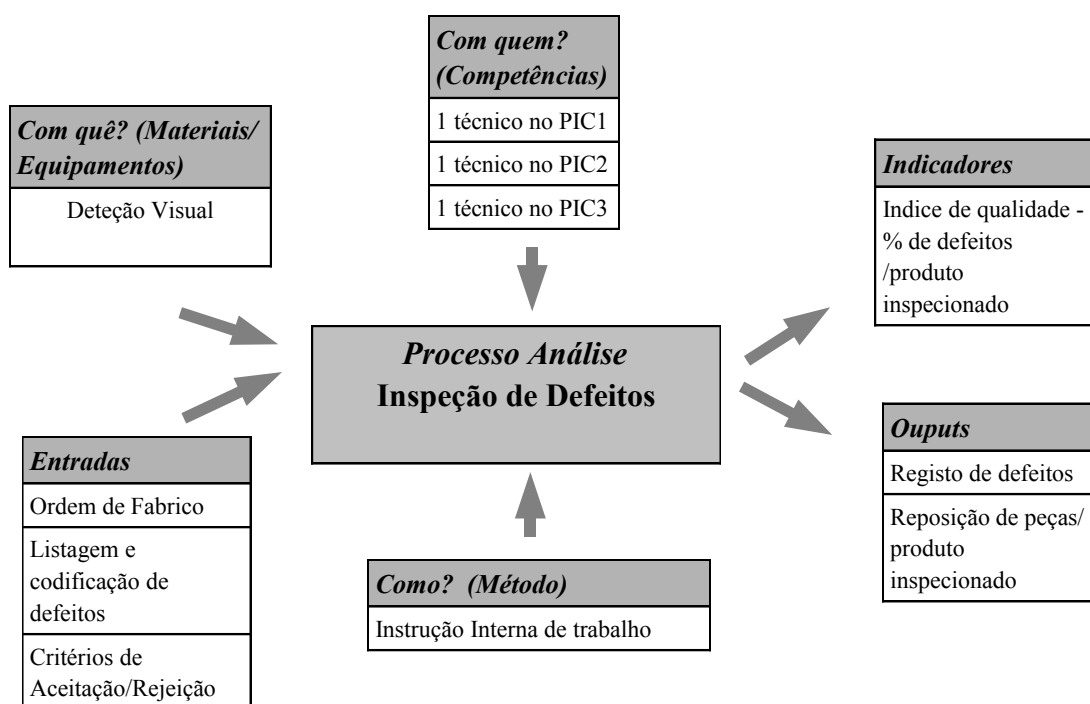 Com quem?
(Competências)
1 técnico no PIC1
1 técnico no PIC2
1 técnico no PIC3
Com quê? (Materiais/
Equipamentos)
Deteção Visual
Indicadores
Indice de qualidade -
% de defeitos
/produto
inspecionado
Processo Análise
Inspeção de Defeitos
Entradas
Ordem de Fabrico
Listagem e
codificação de
defeitos
Critérios de
Aceitação/Rejeição
Como?  (Método)
Instrução Interna de trabalho
Ouputs
Registo de defeitos
Reposição de peças/
produto
inspecionado